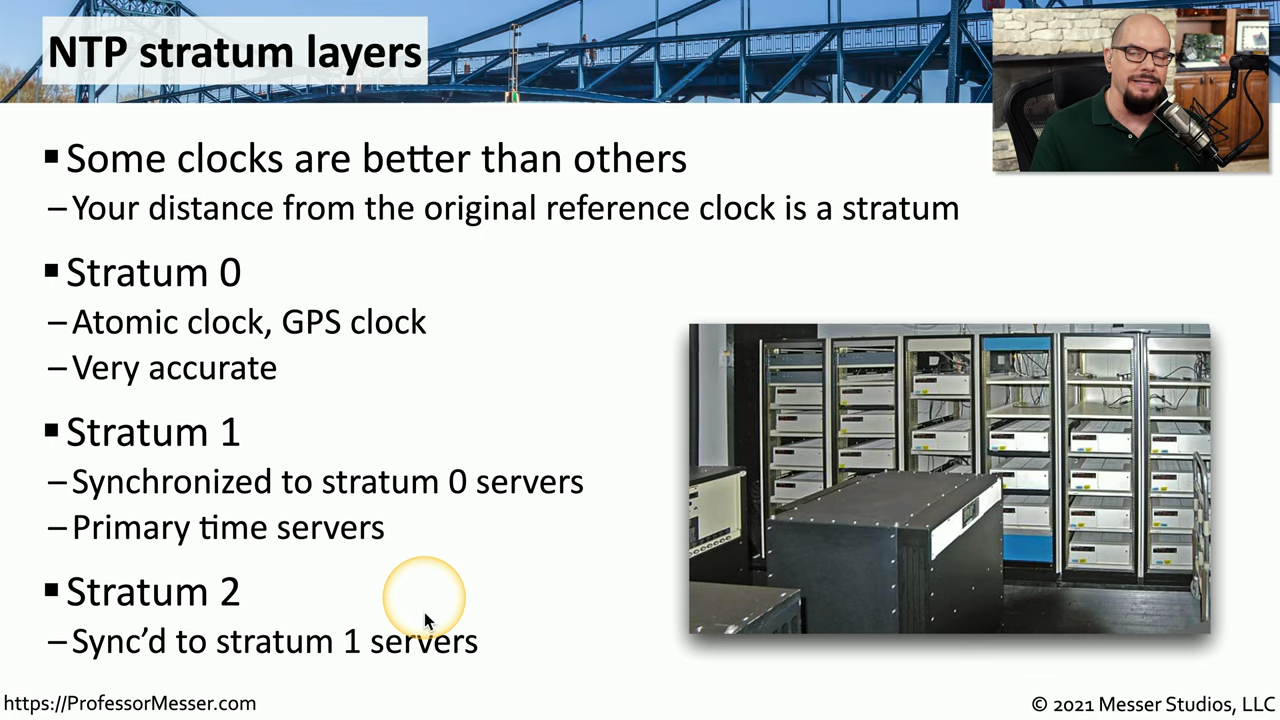 NTP stratum layers
▪ Some clocks are better than others
– Your distance from the original reference clock is a stratum
▪ Stratum 0
– Atomic clock, GPS clock
– Very accurate
▪ Stratum 1
– Synchronized to stratum 0 servers
– Primary time servers
▪ Stratum 2
– Sync’d to stratum 1 servers
https://ProfessorMesser.com
© 2021 Messer Studios, LLC